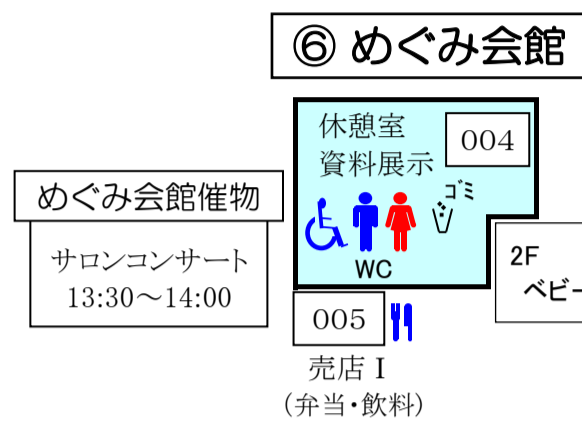 ⑥ めぐみ会館
休憩室
資料展示
004
ゴミ
WC
めぐみ会館催物
サロンコンサート
13:30～14:00
2F
ベビー
005
売店 I
(弁当・飲料)